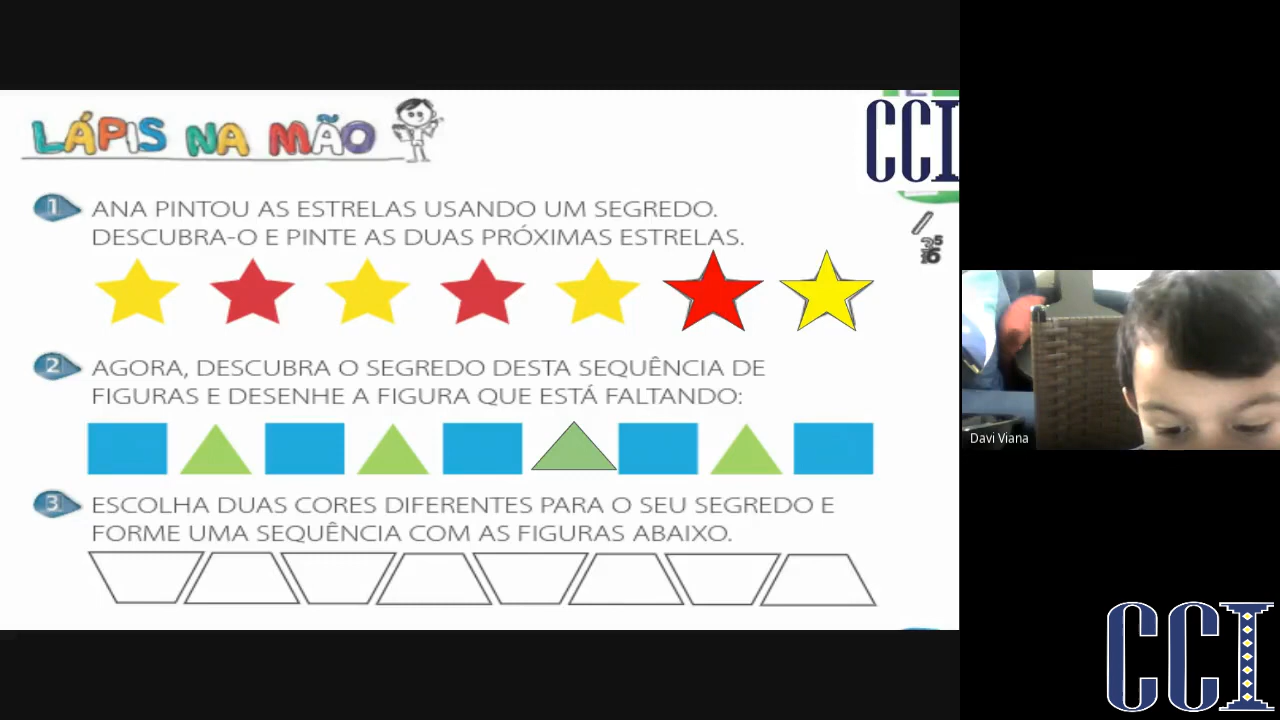 LÁPIS NA MÃO
CCI
1 ANA PINTOU AS ESTRELAS USANDO UM SEGREDO.
DESCUBRA-O E PINTE AS DUAS PRÓXIMAS ESTRELAS.
2 AGORA, DESCUBRA O SEGREDO DESTA SEQUÊNCIA DE
FIGURAS E DESENHE A FIGURA QUE ESTÁ FALTANDO:
3 ESCOLHA DUAS CORES DIFERENTES PARA O SEU SEGREDO E
FORME UMA SEQUÊNCIA COM AS FIGURAS ABAIXO.
Davi Viana
CCI